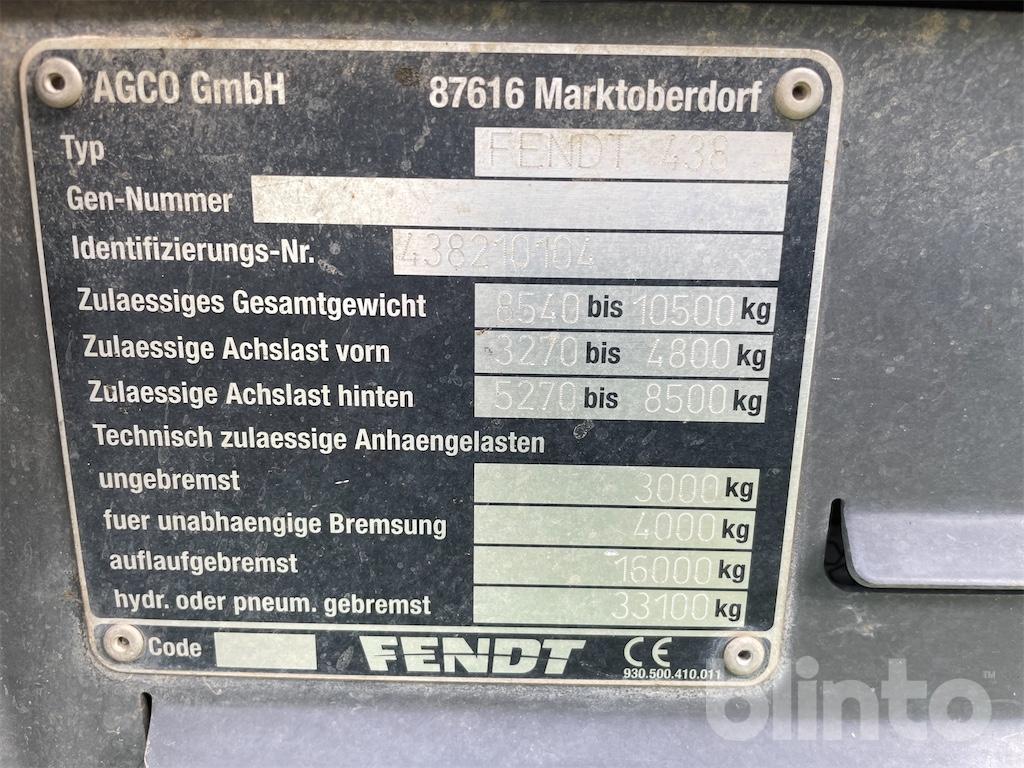 AGCO GmbH 87616 Marktoberdorf
Typ FENDT 438
Gen-Nummer
Identifizierungs-Nr. 438210104
Zulaessiges Gesamtgewicht 8540 bis 10500 kg
Zulaessige Achslast vorn 3270 bis 4800 kg
Zulaessige Achslast hinten 5270 bis 8500 kg
Technisch zulaessige Anhaengelasten
ungebremst 3000 kg
fuer unabhaengige Bremsung 4000 kg
auflaufgebremst 16000 kg
hydr. oder pneum. gebremst 33100 kg
Code FENDT CE
930.500.410.011
blinto™